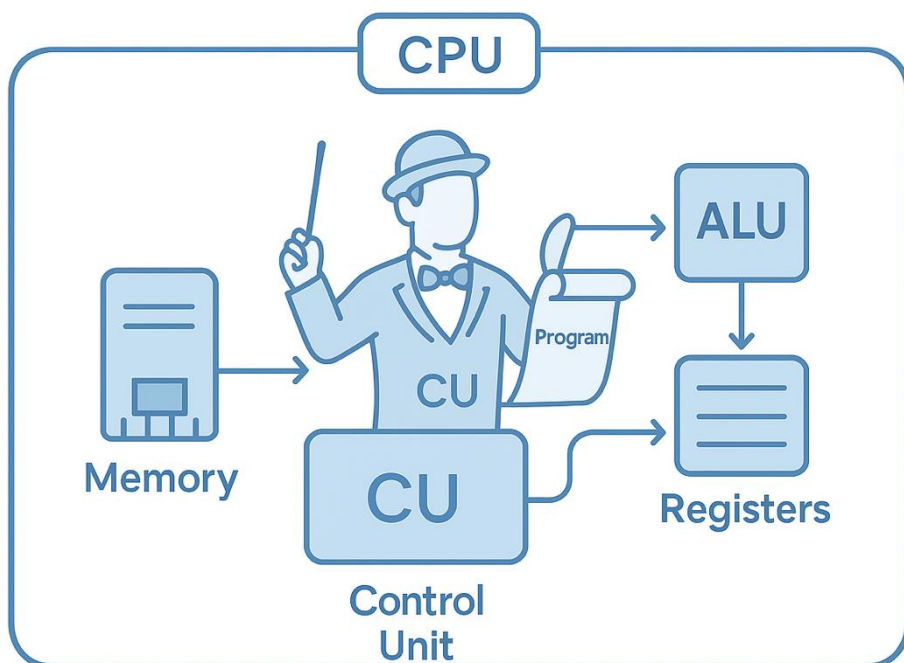 CPU
ALU
Program
CU
Memory
CU
Registers
Control
Unit